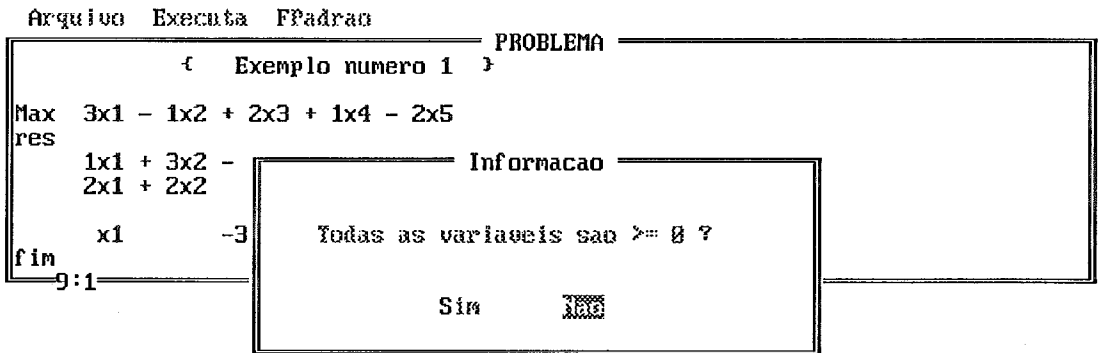 Arquivo Executa FPadrao
PROBLEMA
{ Exemplo numero 1 }
Max 3x1 - 1x2 + 2x3 + 1x4 - 2x5
res
1x1 + 3x2 -
2x1 + 2x2
x1 -3
fim
9:1
Informacao
Todas as variaveis sao >= 0 ?
Sim Nao